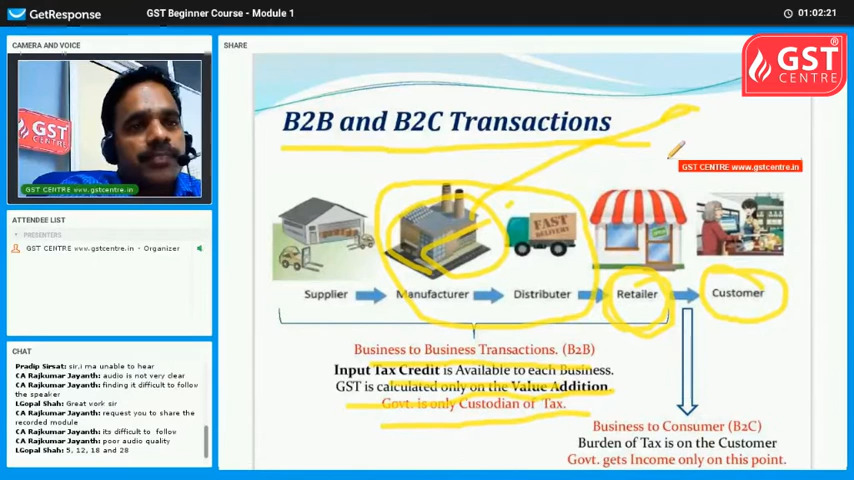 GetResponse
GST Beginner Course - Module 1
01:02:21
CAMERA AND VOICE
GST
GST CENTRE www.gstcentre.in
ATTENDEE LIST
PRESENTERS
GST CENTRE www.gstcentre.in - Organizer
CHAT
Pradip Sirsat: sir.i ma unable to hear
CA Rajkumar Jayanth: audio is not very clear
CA Rajkumar Jayanth: finding it difficult to follow
the speaker
LGopal Shah: Great work sir
CA Rajkumar Jayanth: request you to share the
recorded module
CA Rajkumar Jayanth: its difficult to follow
CA Rajkumar Jayanth: poor audio quality
LGopal Shah: 5, 12, 18 and 28
SHARE
GST
CENTRE
®
B2B and B2C Transactions
GST CENTRE www.gstcentre.in
FAST
DELIVERY
Supplier
Manufacturer
Distributer
Retailer
Customer
Business to Business Transactions. (B2B)
Input Tax Credit is Available to each Business.
GST is calculated only on the Value Addition
Govt. is only Custodian of Tax.
Business to Consumer (B2C)
Burden of Tax is on the Customer
Govt. gets Income only on this point.